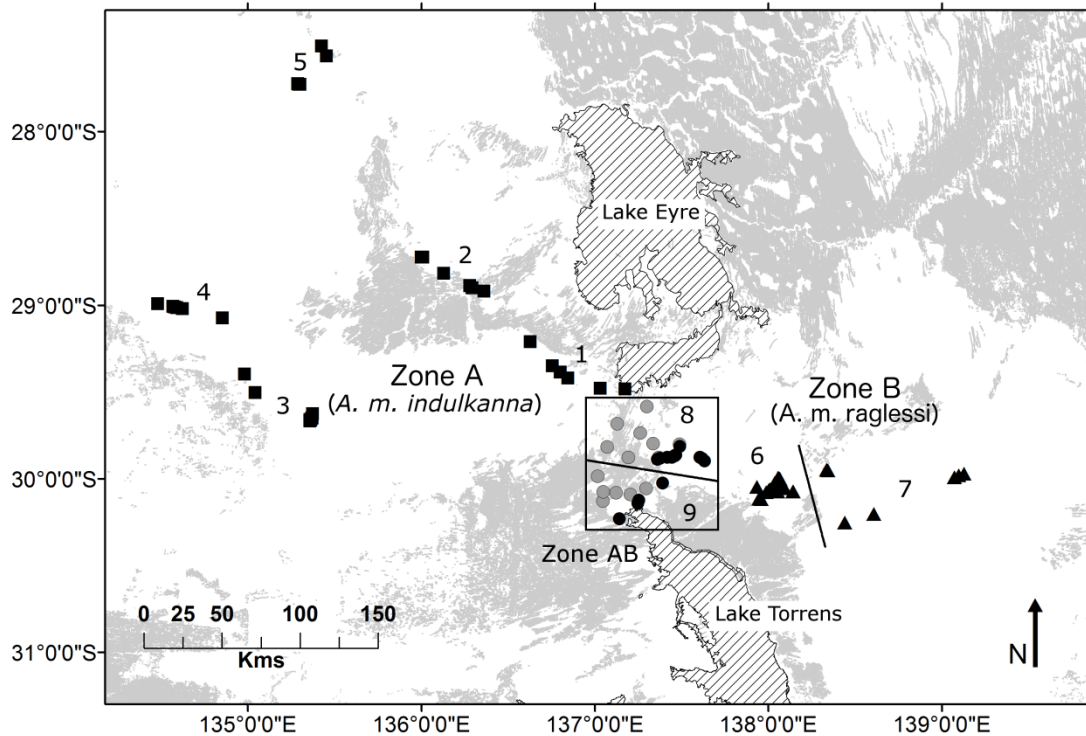 5
28°0'0"S
Lake Eyre
2
29°0'0"S
4
1
Zone A
(A. m. indulkanna)
3
Zone B
(A. m. raglessi)
8
6
30°0'0"S
7
9
Zone AB
0 25 50 100 150
Kms
Lake Torrens
N
31°0'0"S
135°0'0"E 136°0'0"E 137°0'0"E 138°0'0"E 139°0'0"E